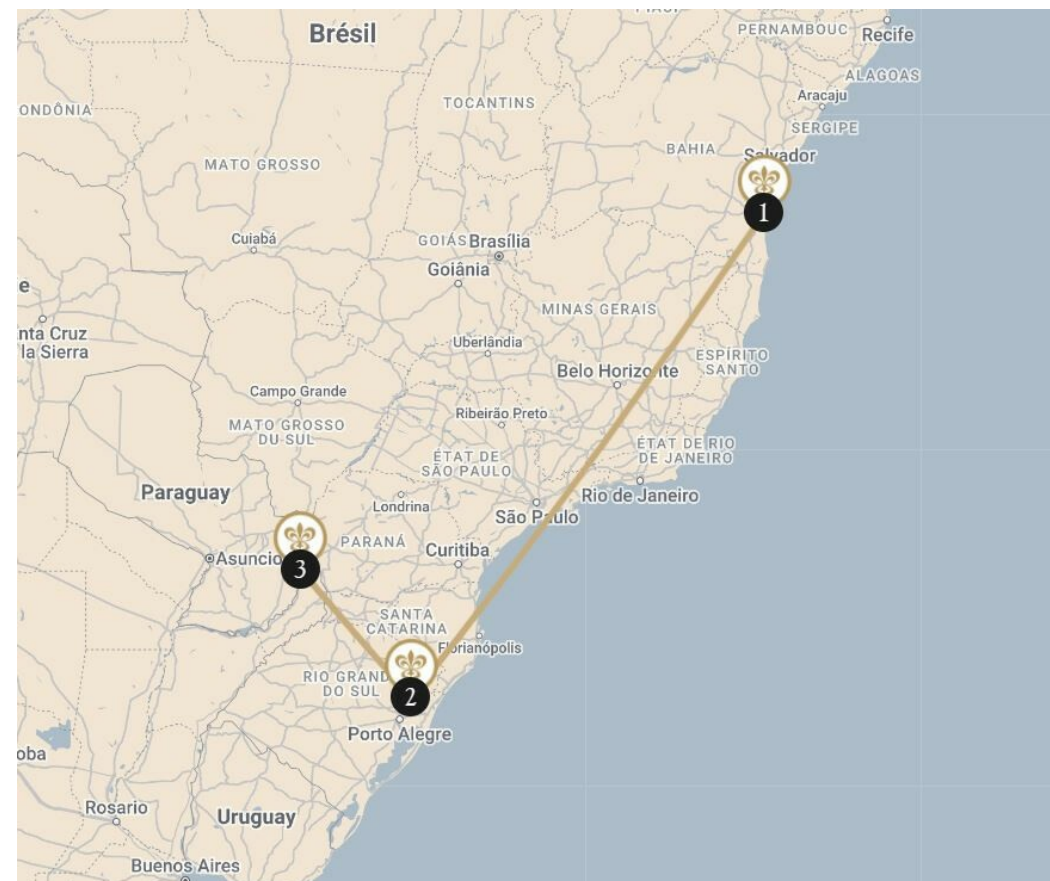 Brésil
PERNAMBOUC
Recife
ALAGOAS
ONDÔNIA
TOCANTINS
Aracaju
SERGIPE
BAHIA
Salvador
MATO GROSSO
1
Cuiabá
GOIÁS
Brasília
Goiânia
e
MINAS GERAIS
nta Cruz
la Sierra
Uberlândia
ESPÍRITO
SANTO
Belo Horizonte
Campo Grande
Ribeirão Preto
MATO GROSSO
DU SUL
ÉTAT DE RIO
DE JANEIRO
ÉTAT DE
SÃO PAULO
Paraguay
Londrina
Rio de Janeiro
São Paulo
PARANÁ
Curitiba
Asuncio
3
SANTA
CATARINA
Florianópolis
RIO GRAND
DO SUL
2
Porto Alegre
oba
Rosario
Uruguay
Buenos Aires